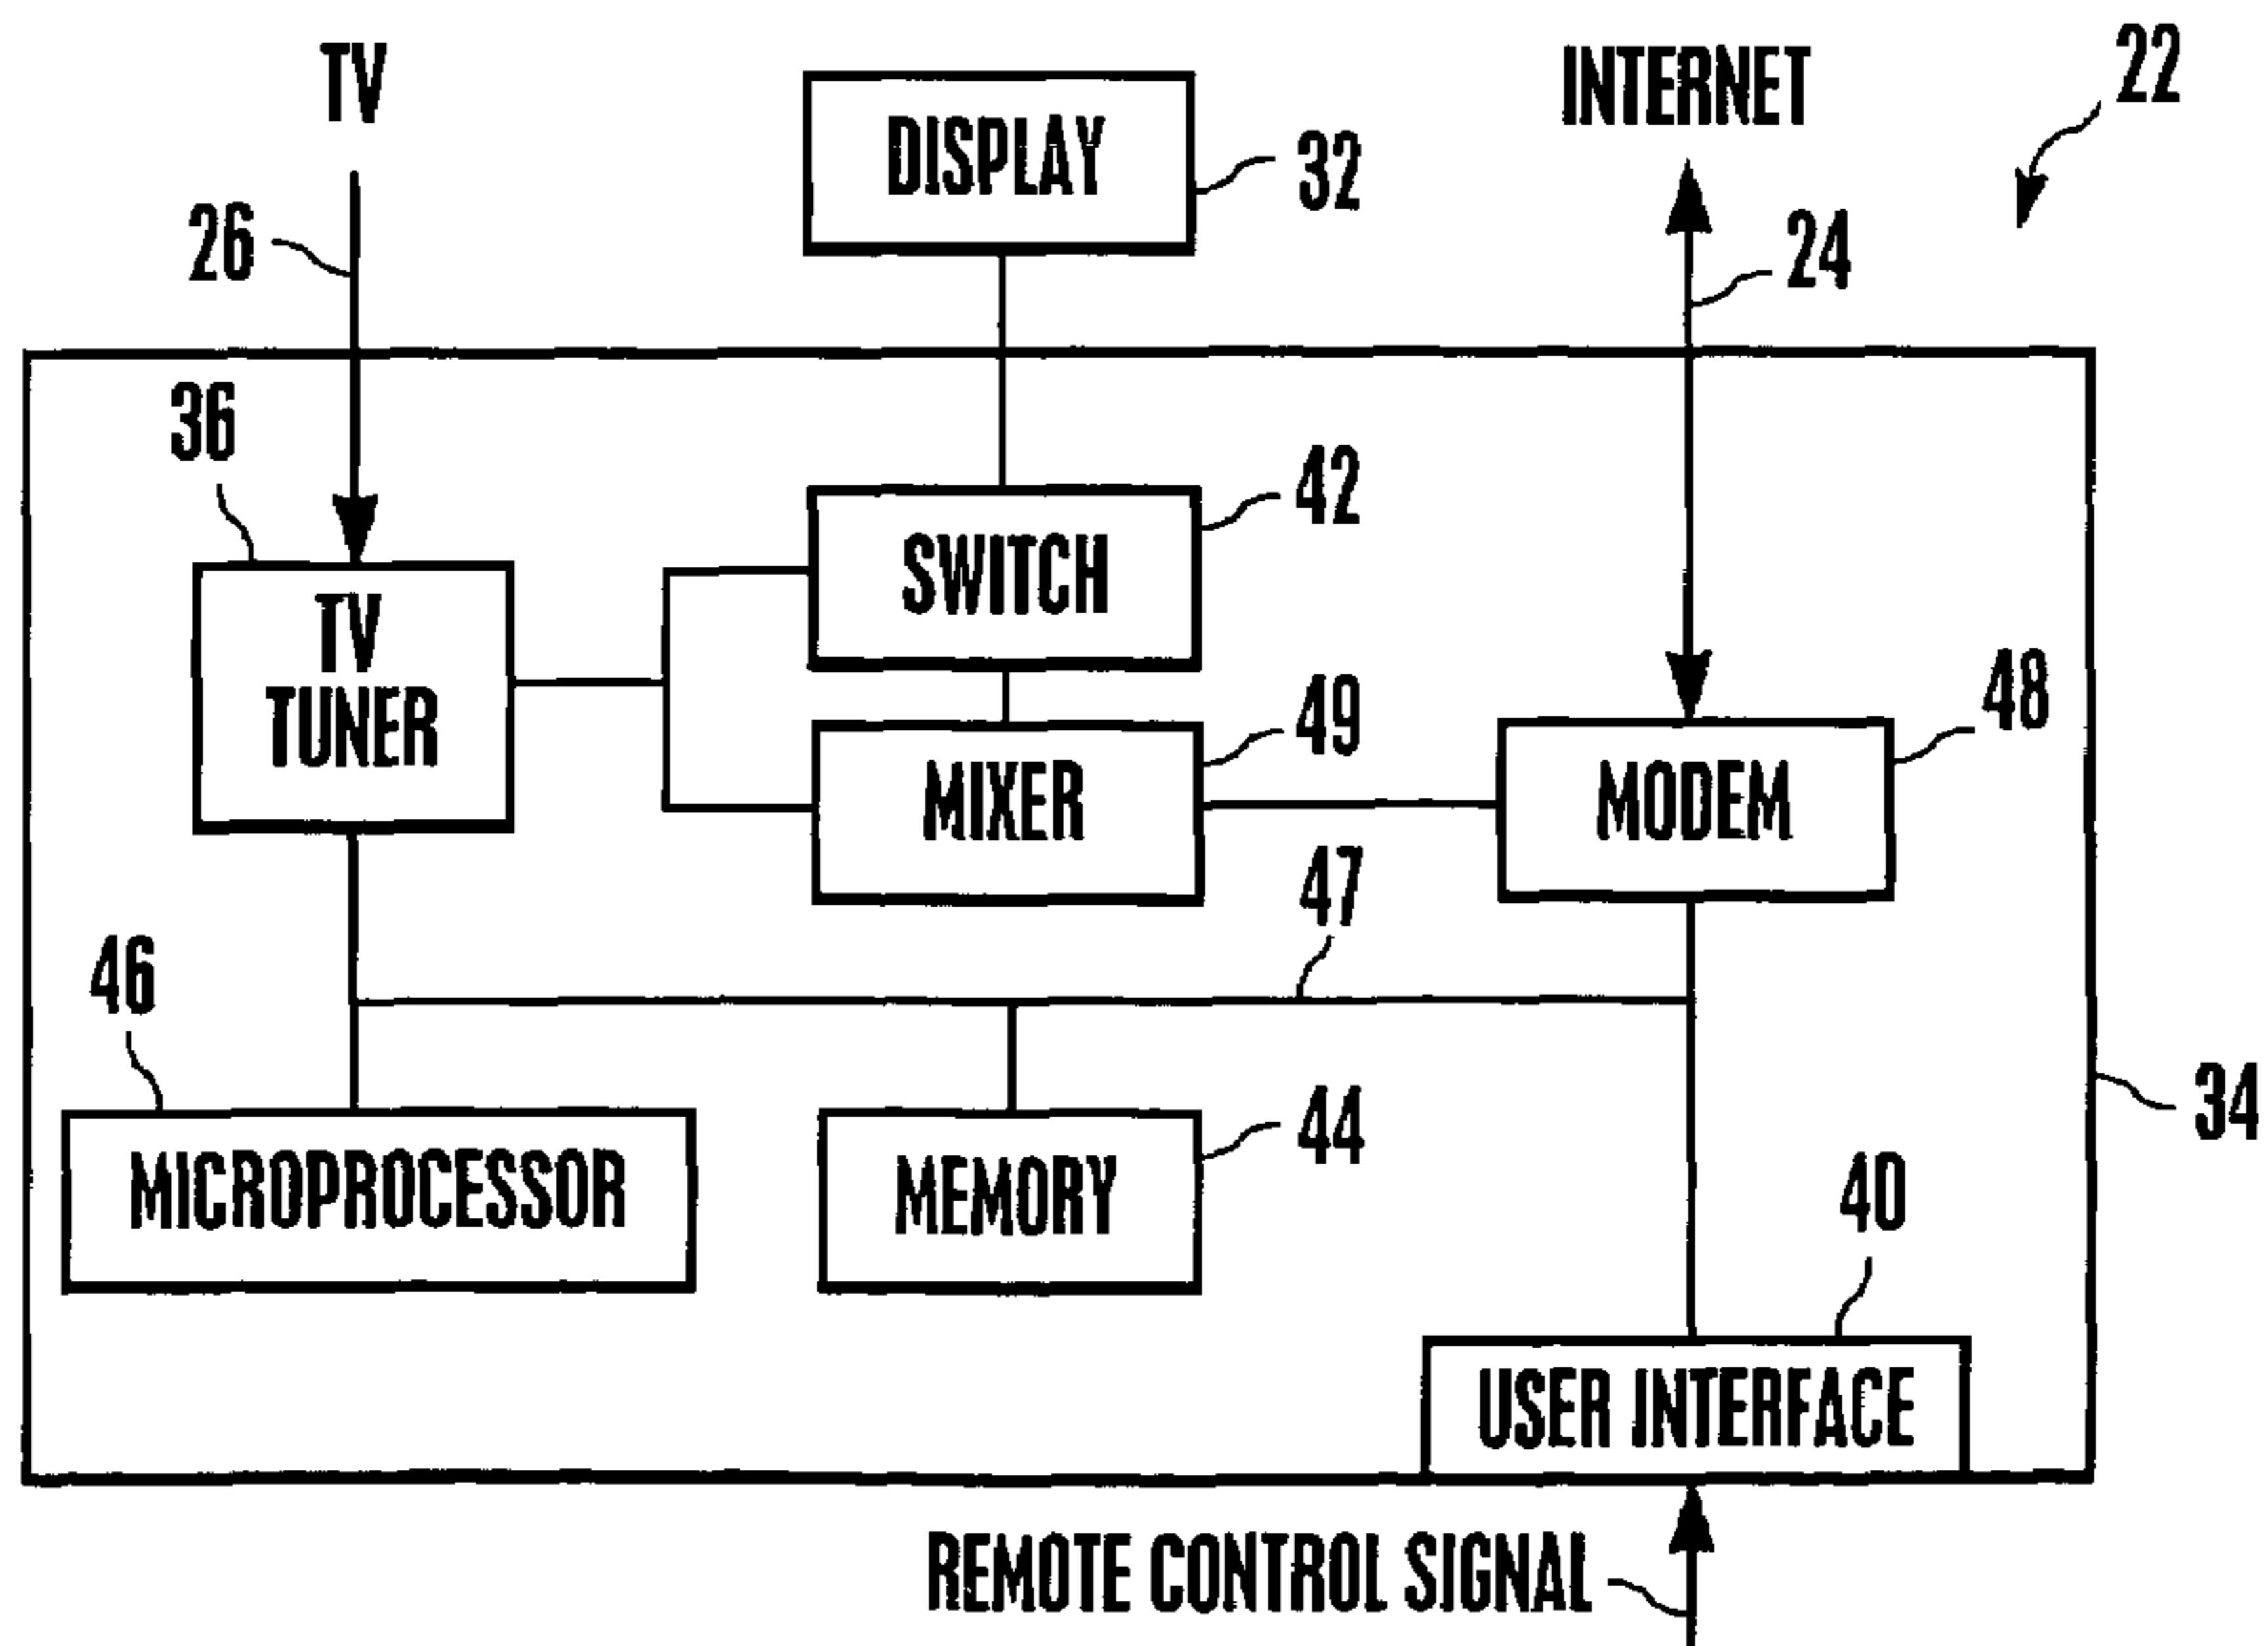 TV
INTERNET
22
DISPLAY
32
26
24
36
42
SWITCH
TV
TUNER
49
48
MIXER
MODEM
47
46
34
MICROPROCESSOR
MEMORY
44
40
USER INTERFACE
REMOTE CONTROL SIGNAL